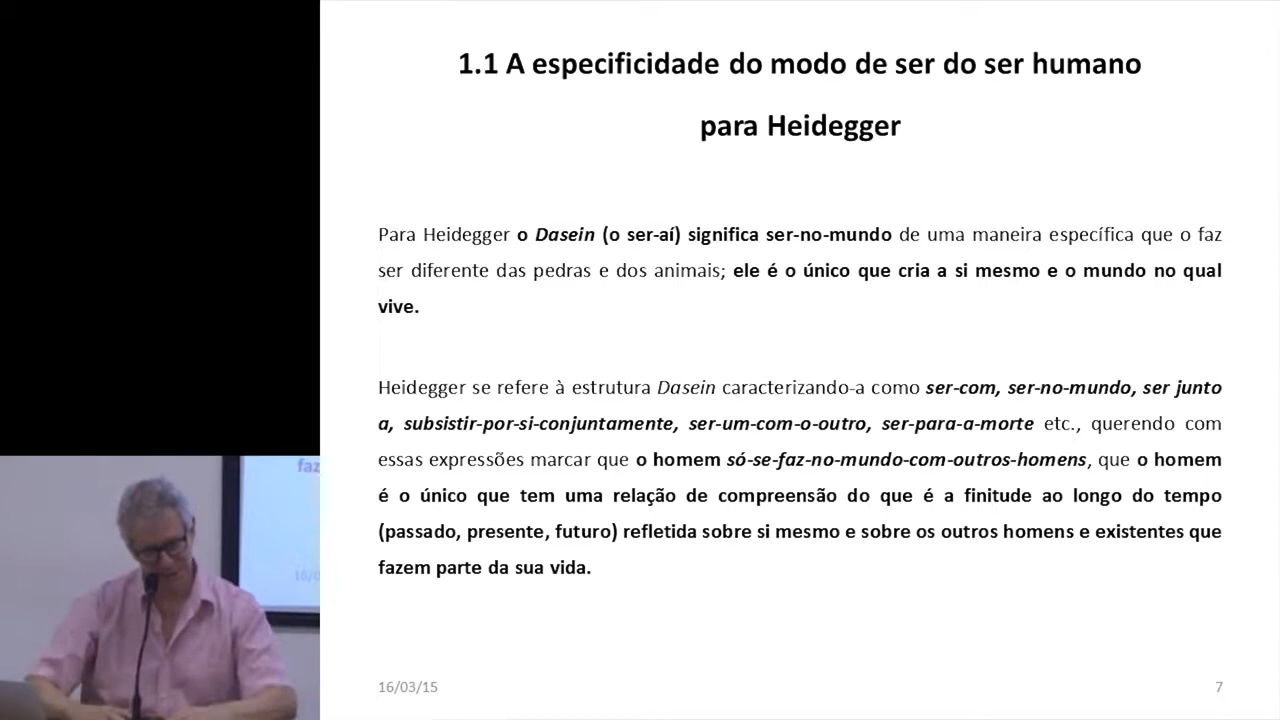 1.1 A especificidade do modo de ser do ser humano
para Heidegger
Para Heidegger o Dasein (o ser-aí) significa ser-no-mundo de uma maneira específica que o faz
ser diferente das pedras e dos animais; ele é o único que cria a si mesmo e o mundo no qual
vive.
Heidegger se refere à estrutura Dasein caracterizando-a como ser-com, ser-no-mundo, ser junto
a, subsistir-por-si-conjuntamente, ser-um-com-o-outro, ser-para-a-morte etc., querendo com
essas expressões marcar que o homem só-se-faz-no-mundo-com-outros-homens, que o homem
é o único que tem uma relação de compreensão do que é a finitude ao longo do tempo
(passado, presente, futuro) refletida sobre si mesmo e sobre os outros homens e existentes que
fazem parte da sua vida.
16/03/15
7
faz
16/0